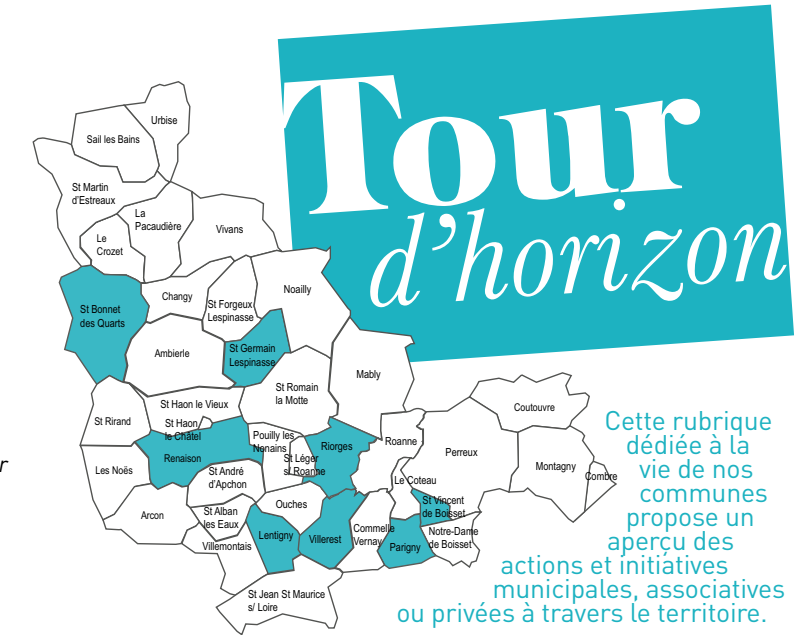 Tour
d'horizon
Urbise
Sail les Bains
St Martin
d'Estreaux
La
Pacaudière
Le
Crozet
Vivans
St Bonnet
des Quarts
Changy
St Forgeux
Lespinasse
Noailly
Ambierle
St Germain
Lespinasse
Mably
St Romain
la Motte
St Haon le Vieux
St Rirand
St Haon
le Châtel
Pouilly les
Nonains
Riorges
Roanne
Coutouvre
Perreux
Les Noës
Renaison
St André
d'Apchon
St Léger
s/ Roanne
Montagny
Combre
Le Coteau
Arcon
St Alban
les Eaux
Ouches
St Vincent
de Boisset
Villemontais
Lentigny
Villerest
Commelle
Vernay
Parigny
Notre-Dame
de Boisset
St Jean St Maurice
s/ Loire
r
Cette rubrique
dédiée à la
vie de nos
communes
propose un
aperçu des
actions et initiatives
municipales, associatives
ou privées à travers le territoire.